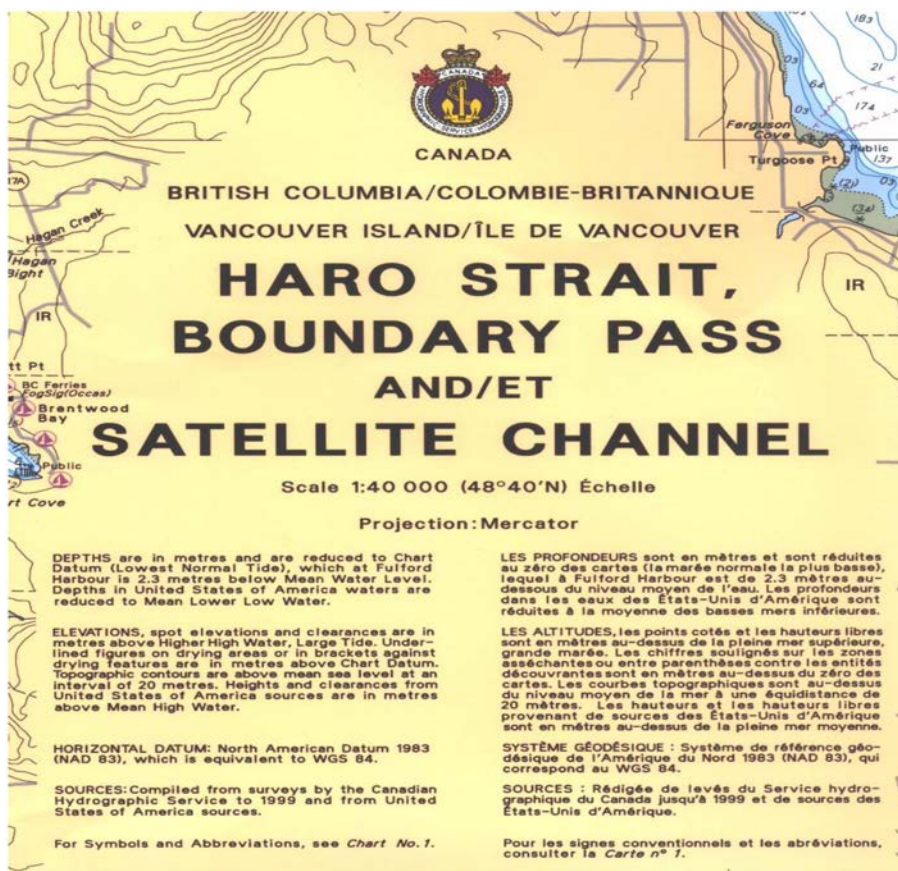 183
21
03
64
174
03
Ferguson
Cove
Public
Turgoose Pt
137
CANADA
CANADA
17A
BRITISH COLUMBIA/COLOMBIE-BRITANNIQUE
VANCOUVER ISLAND/ÎLE DE VANCOUVER
03
Hagan Creek
Hagan
Bight
HARO STRAIT,
IR
IR
BOUNDARY PASS
tt Pt
BC Ferries
FogSig(Occas)
AND/ET
Brentwood
Bay
SATELLITE CHANNEL
Public
rt Cove
Scale 1:40 000 (48°40'N) Échelle
Projection: Mercator
DEPTHS are in metres and are reduced to Chart
Datum (Lowest Normal Tide), which at Fulford
Harbour is 2.3 metres below Mean Water Level.
Depths in United States of America waters are
reduced to Mean Lower Low Water.
ELEVATIONS, spot elevations and clearances are in
metres above Higher High Water, Large Tide. Under-
lined figures on drying areas or in brackets against
drying features are in metres above Chart Datum.
Topographic contours are above mean sea level at an
interval of 20 metres. Heights and clearances from
United States of America sources are in metres
above Mean High Water.
HORIZONTAL DATUM: North American Datum 1983
(NAD 83), which is equivalent to WGS 84.
SOURCES: Compiled from surveys by the Canadian
Hydrographic Service to 1999 and from United
States of America sources.
For Symbols and Abbreviations, see Chart No. 1.
LES PROFONDEURS sont en mètres et sont réduites
au zéro des cartes (la marée normale la plus basse),
lequel à Fulford Harbour est de 2.3 mètres au-
dessous du niveau moyen de l'eau. Les profondeurs
dans les eaux des États-Unis d'Amérique sont
réduites à la moyenne des basses mers inférieures.
LES ALTITUDES, les points cotés et les hauteurs libres
sont en mètres au-dessus de la pleine mer supérieure,
grande marée. Les chiffres soulignés sur les zones
asséchantes ou entre parenthèses contre les entités
découvrantes sont en mètres au-dessus du zéro des
cartes. Les courbes topographiques sont au-dessus
du niveau moyen de la mer à une équidistance de
20 mètres. Les hauteurs et les hauteurs libres
provenant de sources des États-Unis d'Amérique
sont en mètres au-dessus de la pleine mer moyenne.
SYSTÈME GÉODÉSIQUE : Système de référence géo-
désique de l'Amérique du Nord 1983 (NAD 83), qui
correspond au WGS 84.
SOURCES : Rédigée de levés du Service hydro-
graphique du Canada jusqu'à 1999 et de sources des
États-Unis d'Amérique.
Pour les signes conventionnels et les abréviations,
consulter la Carte n° 1.